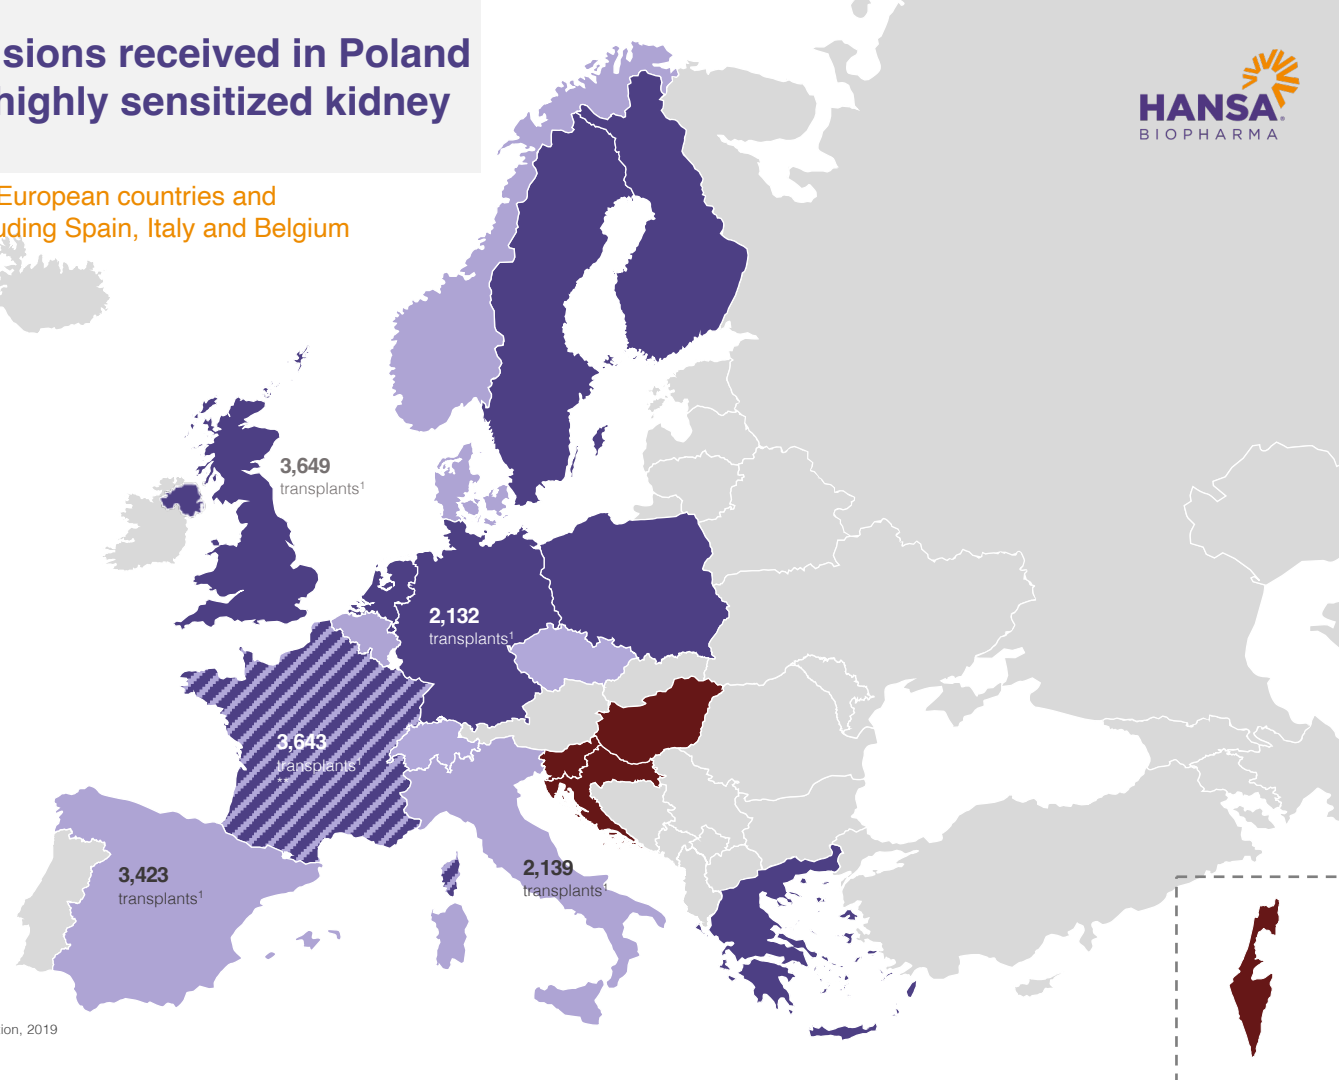 sions received in Poland
highly sensitized kidney
HANSA
BIOPHARMA
European countries and
uding Spain, Italy and Belgium
3,649
transplants¹
2,132
transplants¹
3,643
transplants¹
**
3,423
transplants¹
2,139
transplants¹
ion, 2019